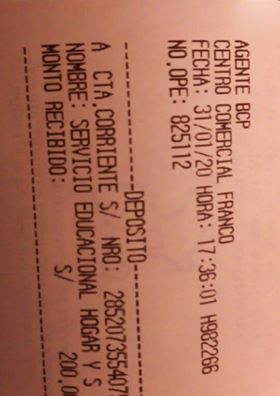 AGENTE BCP
CENTRO COMERCIAL FRANCO
FECHA: 31/01/20 HORA: 17:36:01 H982266
NO.OPE: 825112
----------DEPOSITO----------
A CTA.CORRIENTE S/ NRO: 2852073554075
NOMBRE: SERVICIO EDUCACIONAL HOGAR Y S
MONTO RECIBIDO: S/ 200,0